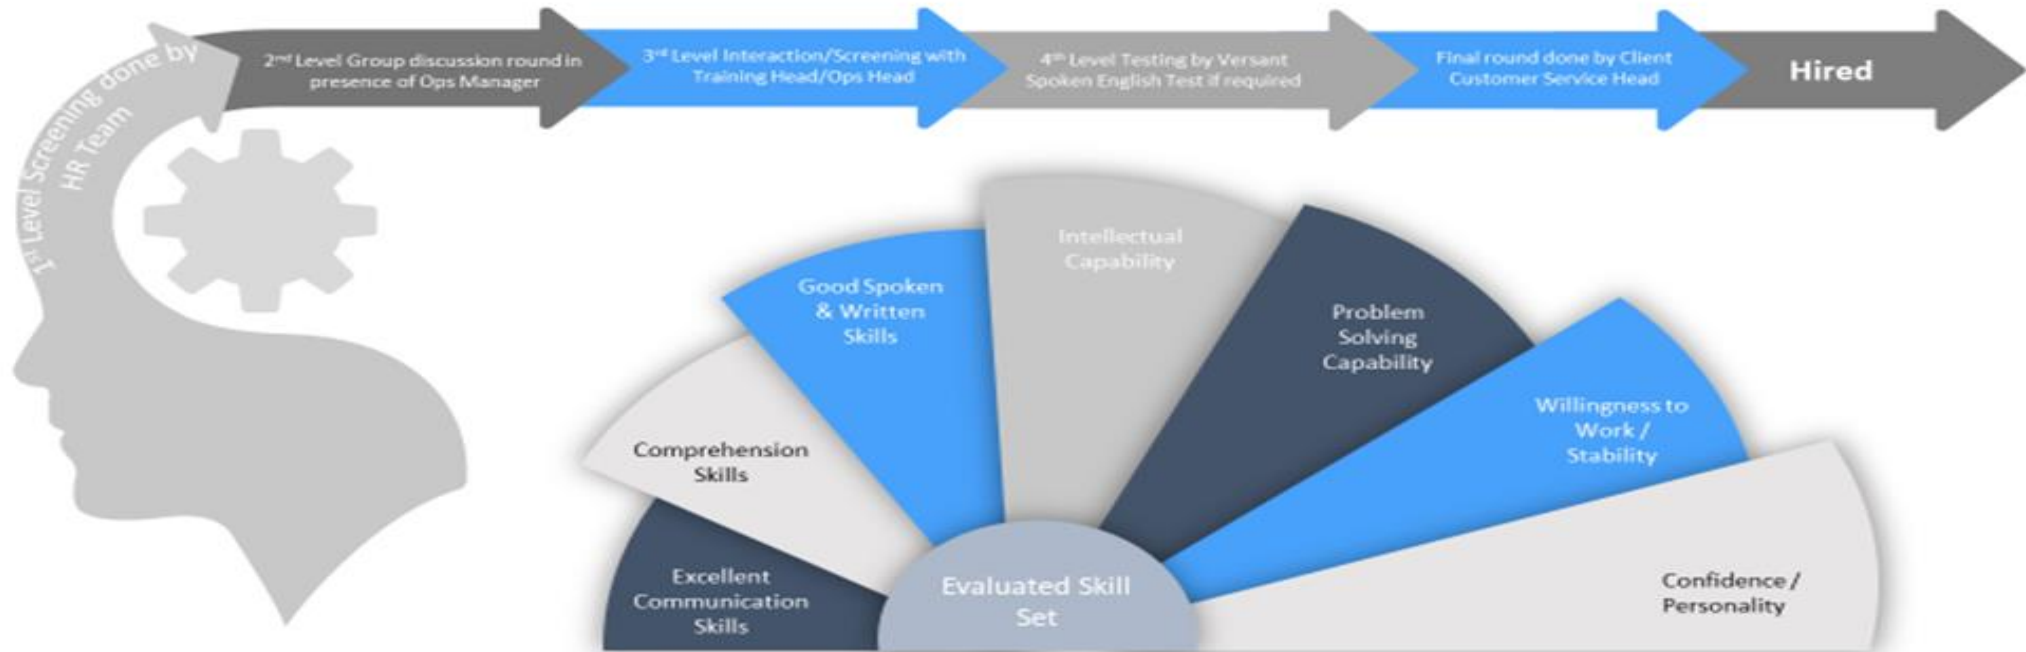 1st Level Screening done by
HR Team
2nd Level Group discussion round in
presence of Ops Manager
3rd Level Interaction/Screening with
Training Head/Ops Head
4th Level Testing by Versant
Spoken English Test if required
Final round done by Client
Customer Service Head
Hired
Excellent
Communication
Skills
Comprehension
Skills
Good Spoken
& Written
Skills
Intellectual
Capability
Problem
Solving
Capability
Willingness to
Work /
Stability
Confidence /
Personality
Evaluated Skill
Set